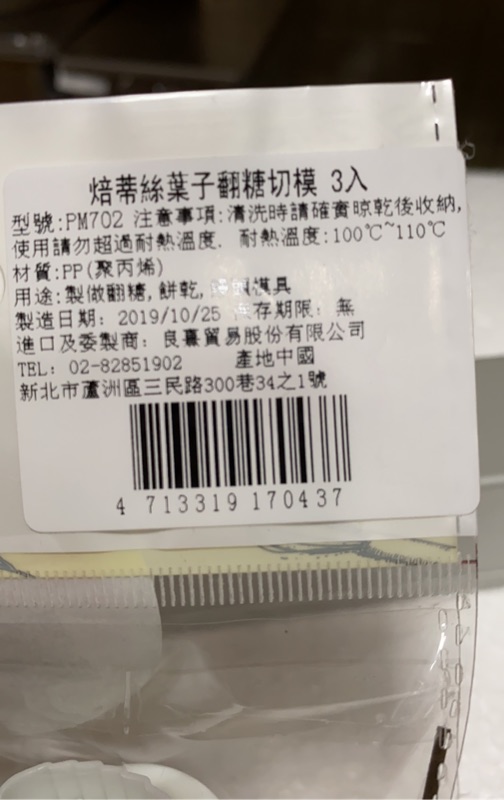 焙蒂絲葉子翻糖切模 3入
型號:PM702 注意事項:清洗時請確實晾乾後收納,
使用請勿超過耐熱溫度. 耐熱溫度:100℃~110℃
材質:PP(聚丙烯)
用途:製做翻糖,餅乾, 模具
製造日期: 2019/10/25 存期限: 無
進口及委製商: 良熹貿易股份有限公司
TEL: 02-82851902 產地中國
新北市蘆洲區三民路300巷34之1號
4 713319 170437